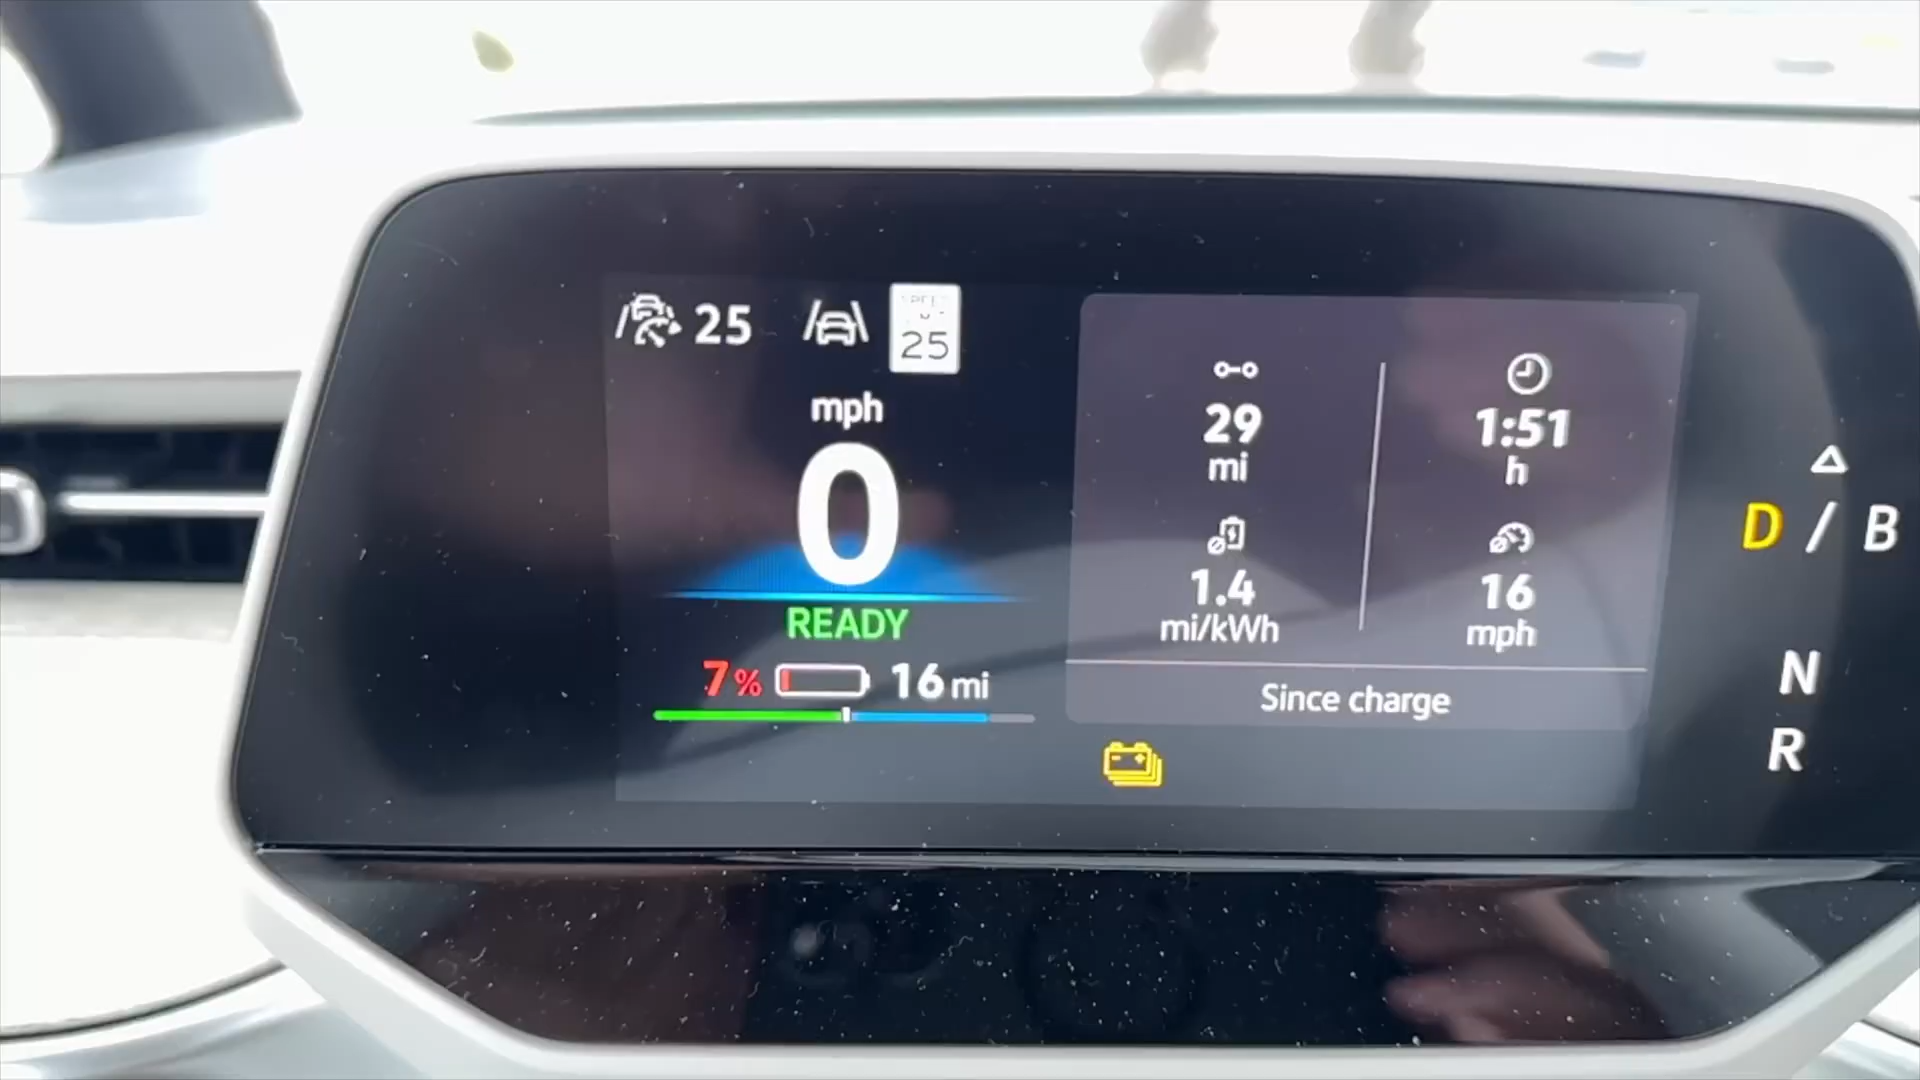 25
25
mph
0
READY
7% 16 mi
29
mi
1:51
h
1.4
mi/kWh
16
mph
Since charge
D / B
N
R